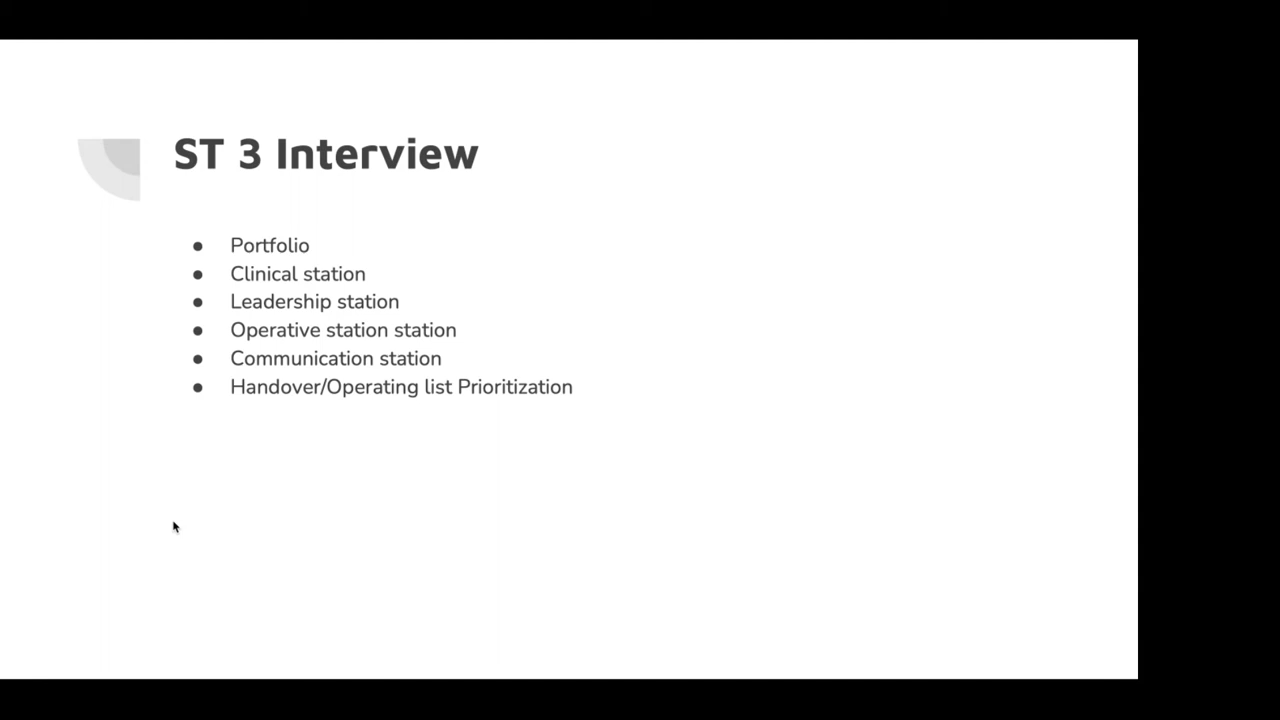 ST 3 Interview
● Portfolio
● Clinical station
● Leadership station
● Operative station station
● Communication station
● Handover/Operating list Prioritization